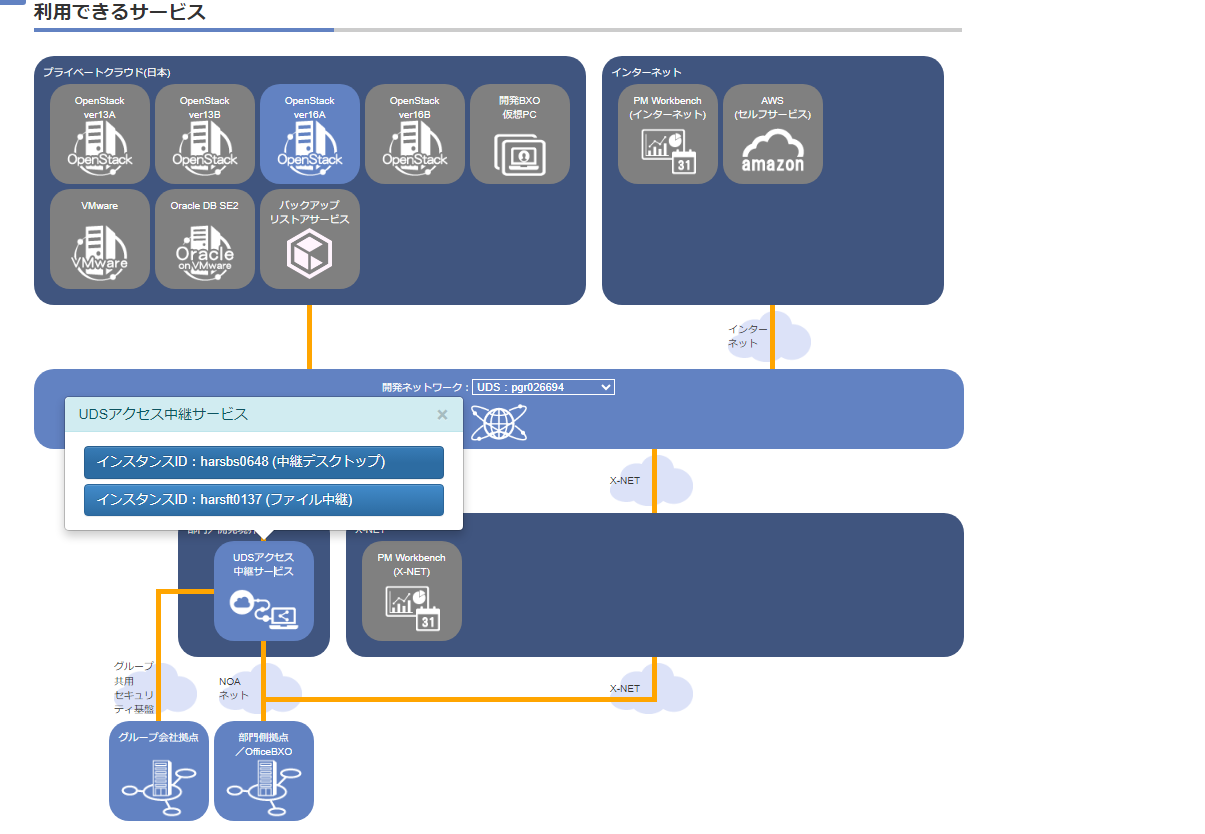 利用できるサービス
プライベートクラウド(日本)
OpenStack
ver13A
OpenStack
OpenStack
ver13B
OpenStack
OpenStack
ver16A
OpenStack
OpenStack
ver16B
OpenStack
開発BXO
仮想PC
VMware
VMware
Oracle DB SE2
Oracle
on VMware
バックアップ
リストアサービス
インターネット
PM Workbench
(インターネット)
31
AWS
(セルフサービス)
amazon
インター
ネット
開発ネットワーク : UDS : pgr026694
UDSアクセス中継サービス ×
インスタンスID : harsbs0648 (中継デスクトップ)
インスタンスID : harsft0137 (ファイル中継)
X-NET
X-NET
UDSアクセス
中継サービス
PM Workbench
(X-NET)
31
グループ
共用
セキュリ
ティ基盤
NOA
ネット
X-NET
グループ会社拠点
部門側拠点
／OfficeBXO